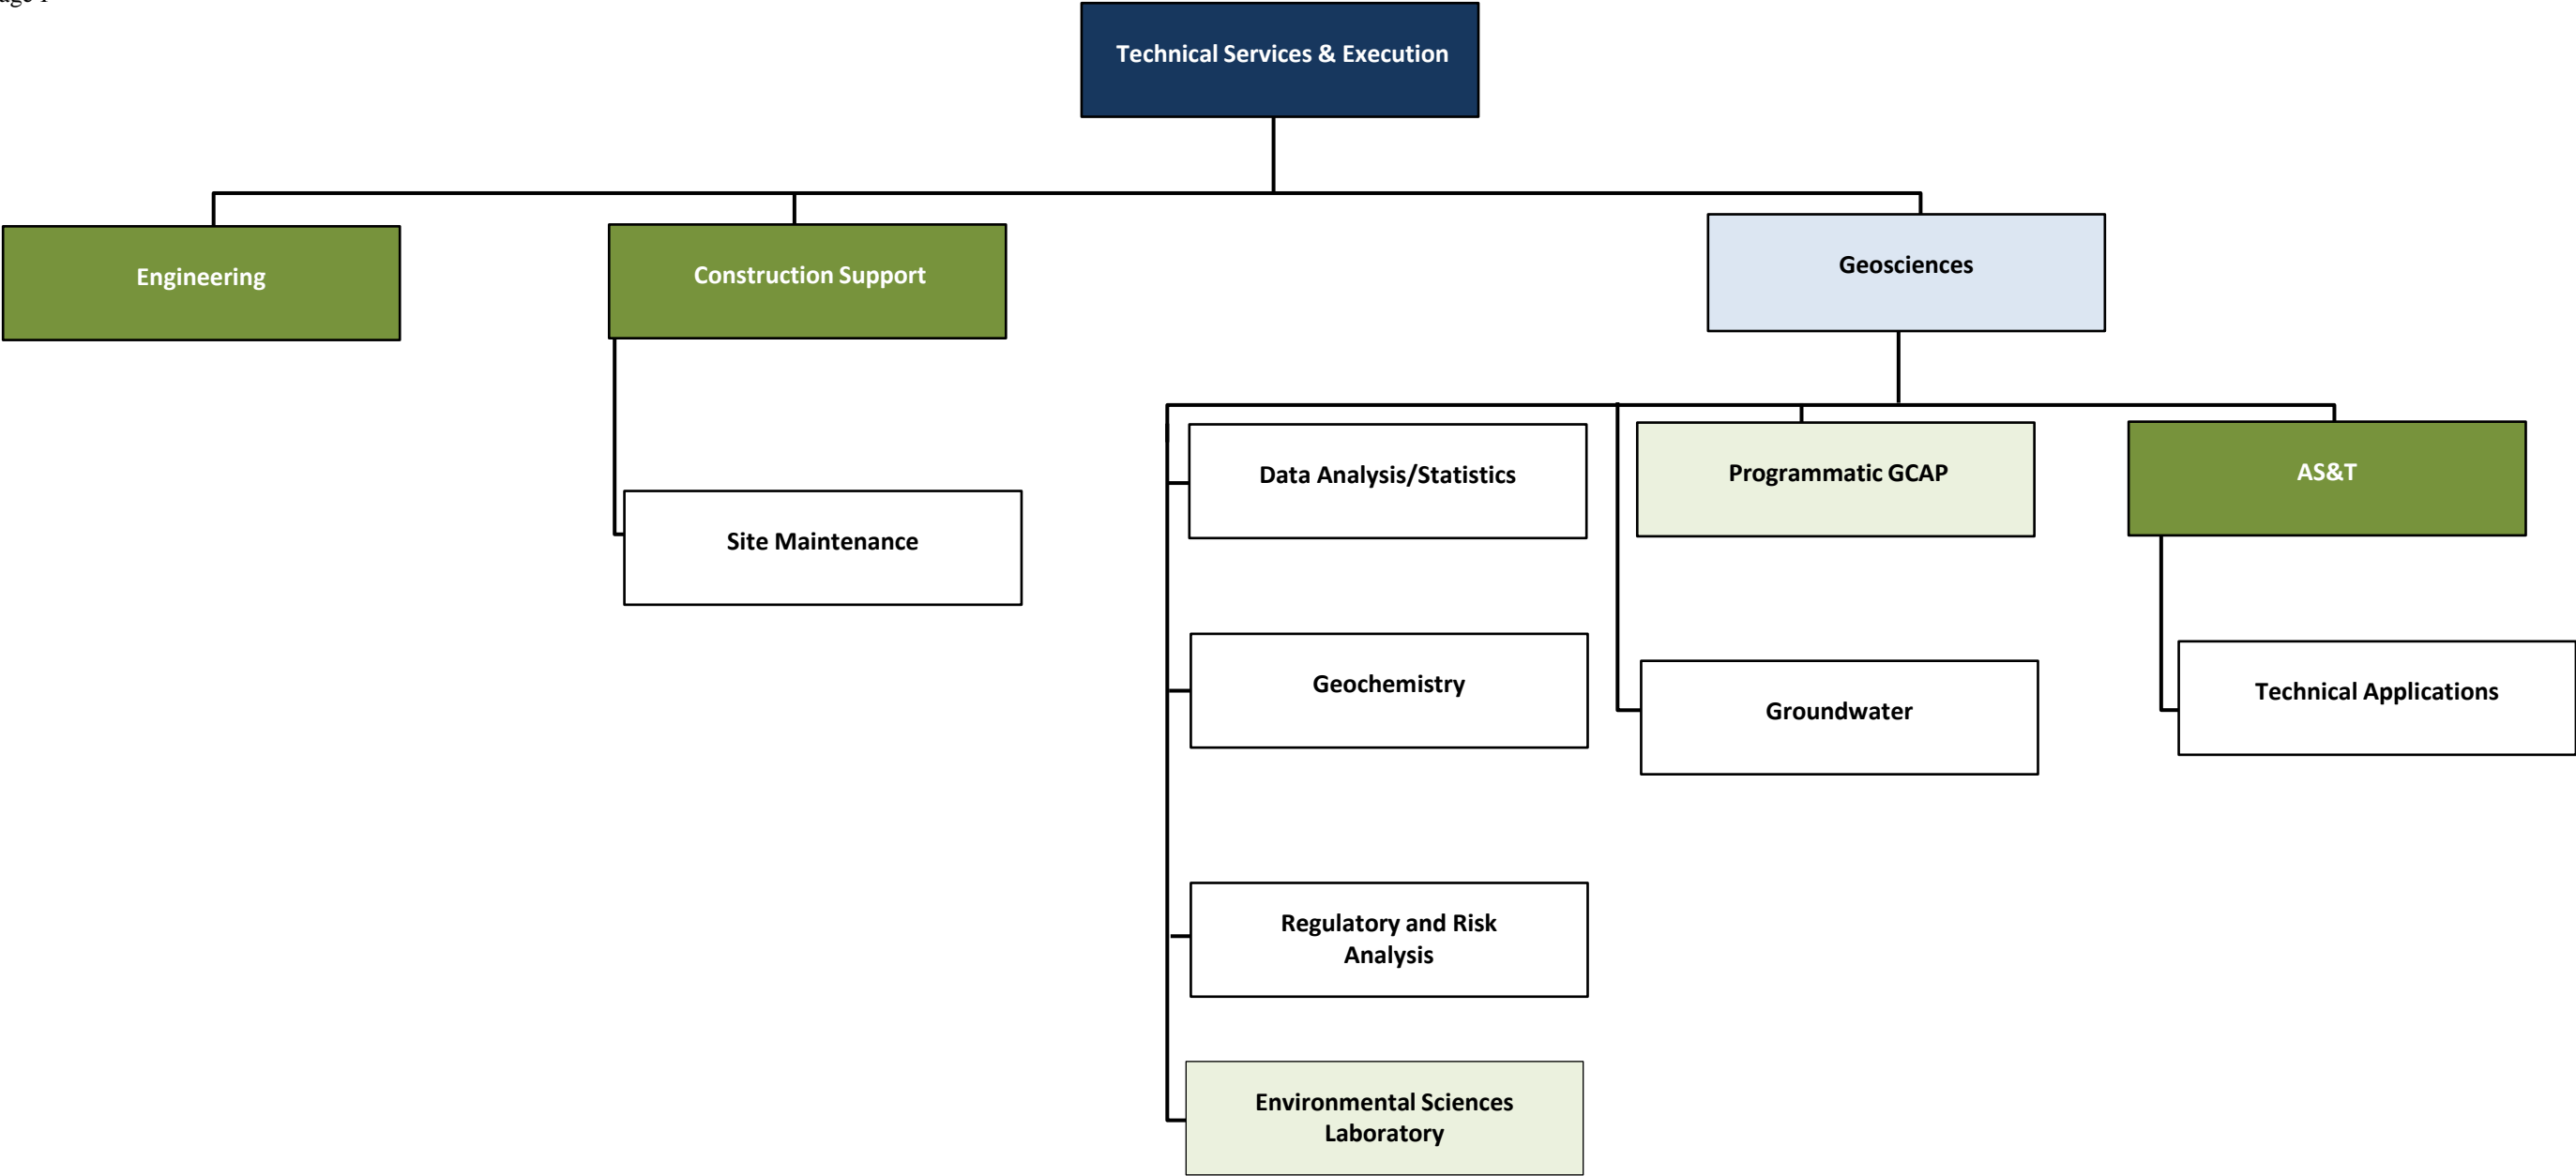 Technical Services & Execution
Engineering
Construction Support
Geosciences
Data Analysis/Statistics
Programmatic GCAP
AS&T
Site Maintenance
Geochemistry
Groundwater
Technical Applications
Regulatory and Risk
Analysis
Environmental Sciences
Laboratory